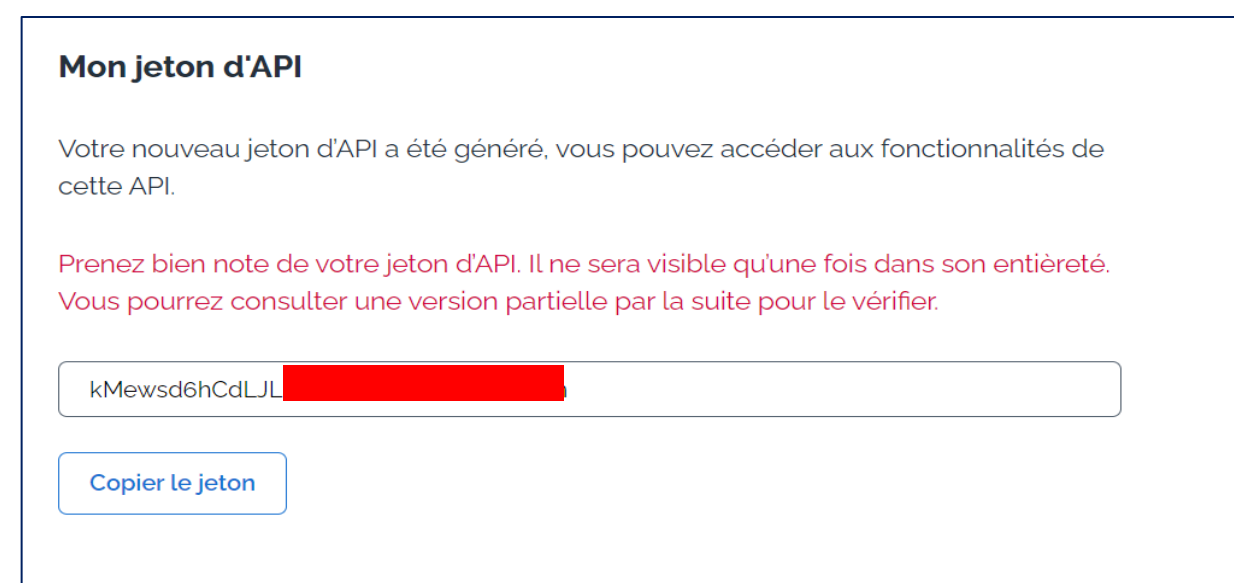 Mon jeton d'API
Votre nouveau jeton d’API a été généré, vous pouvez accéder aux fonctionnalités de
cette API.
Prenez bien note de votre jeton d’API. Il ne sera visible qu’une fois dans son entièreté.
Vous pourrez consulter une version partielle par la suite pour le vérifier.
kMewsd6hCdLJL
Copier le jeton